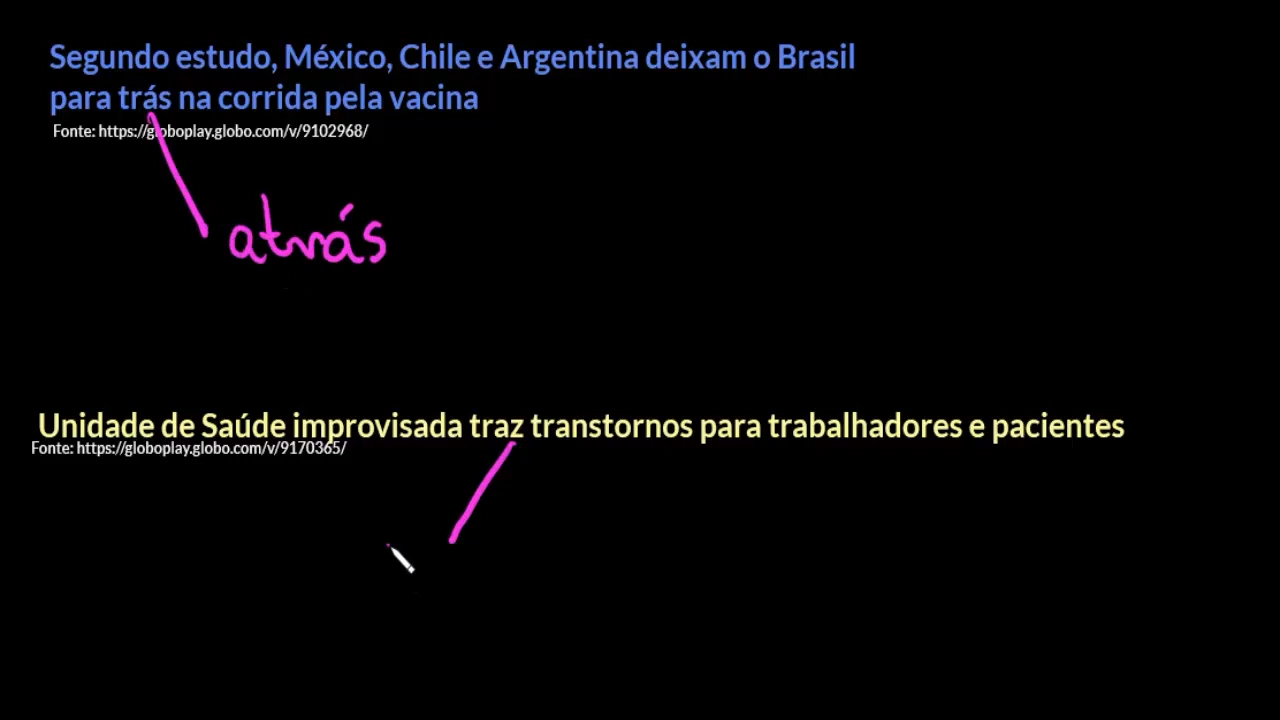 Segundo estudo, México, Chile e Argentina deixam o Brasil
para trás na corrida pela vacina
Fonte: https://globoplay.globo.com/v/9102968/
atrás
Unidade de Saúde improvisada traz transtornos para trabalhadores e pacientes
Fonte: https://globoplay.globo.com/v/9170365/